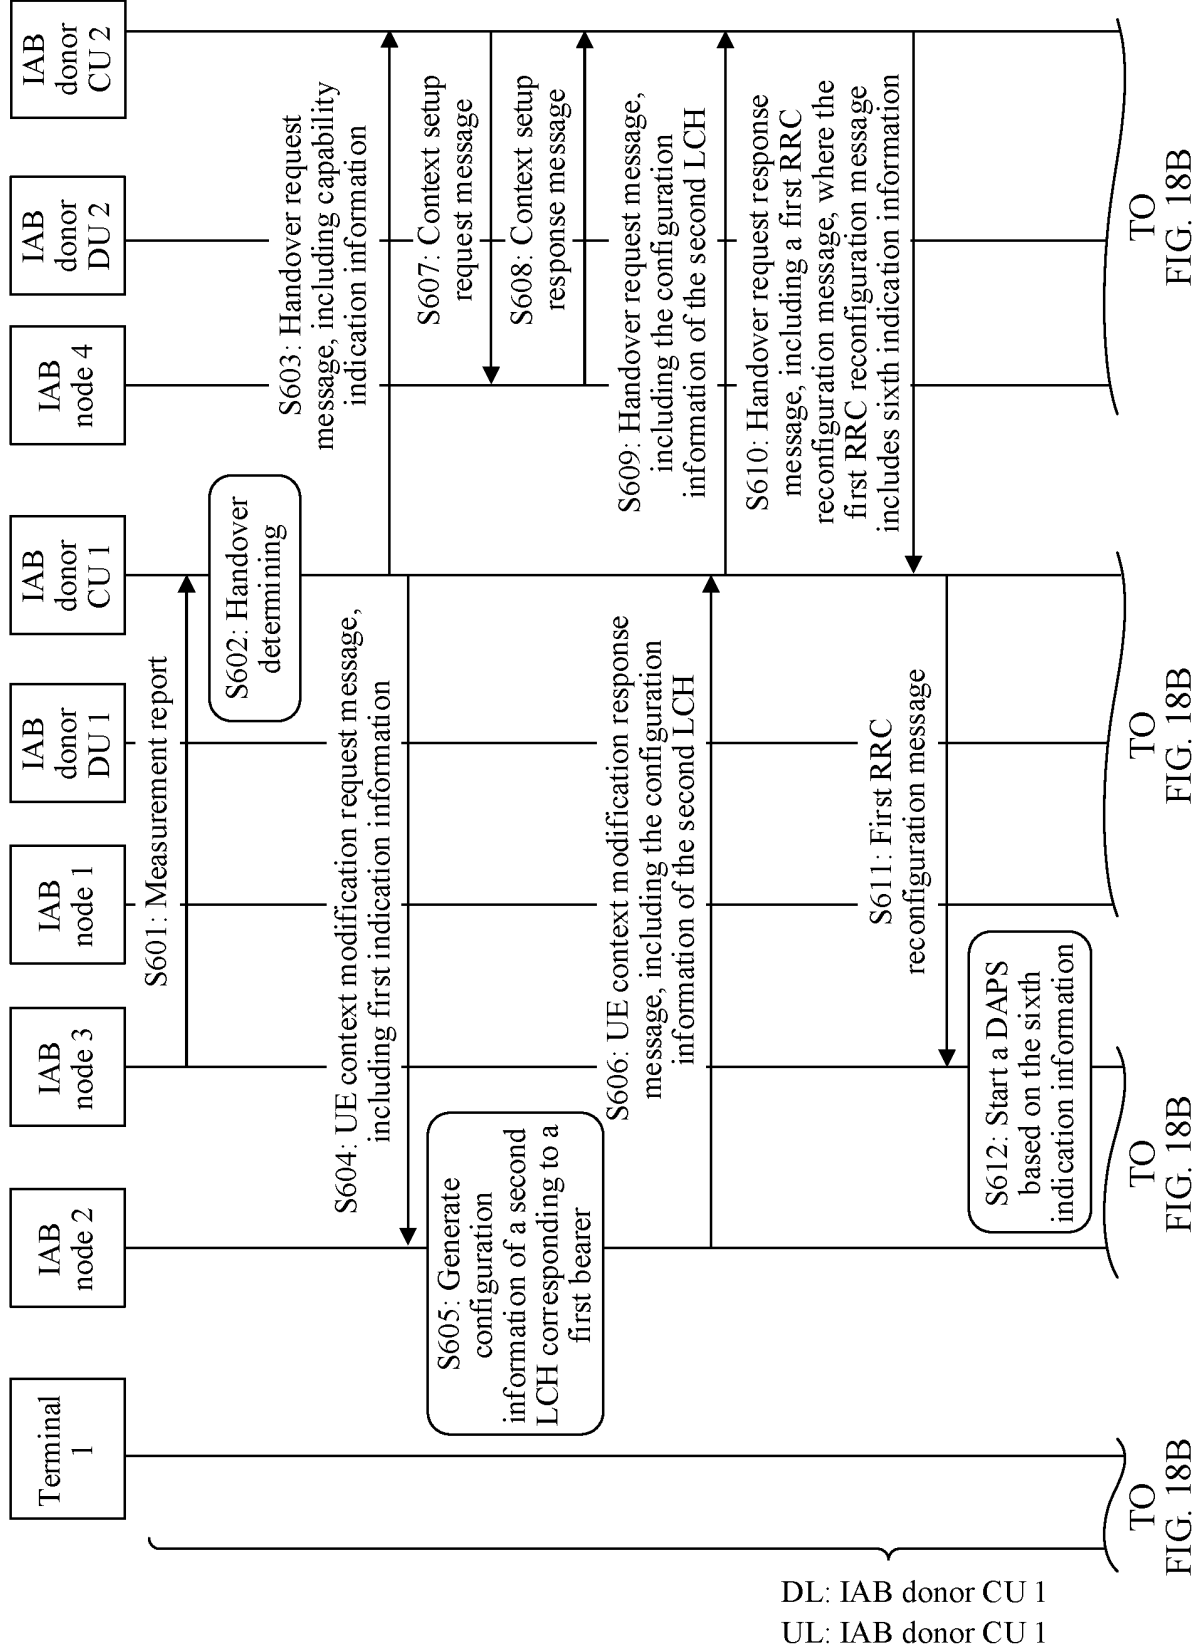 Terminal
1
IAB
node 2
IAB
node 3
IAB
node 1
IAB
donor
DU 1
IAB
donor
CU 1
IAB
node 4
IAB
donor
DU 2
IAB
donor
CU 2
S601: Measurement report
S602: Handover
determining
S603: Handover request
message, including capability
indication information
S604: UE context modification request message,
including first indication information
S605: Generate
configuration
information of a second
LCH corresponding to a
first bearer
S607: Context setup
request message
S608: Context setup
response message
S606: UE context modification response
message, including the configuration
information of the second LCH
S609: Handover request message,
including the configuration
information of the second LCH
S610: Handover request response
message, including a first RRC
reconfiguration message, where the
first RRC reconfiguration message
includes sixth indication information
S611: First RRC
reconfiguration message
S612: Start a DAPS
based on the sixth
indication information
DL: IAB donor CU 1
UL: IAB donor CU 1
TO
FIG. 18B
TO
FIG. 18B
TO
FIG. 18B
TO
FIG. 18B